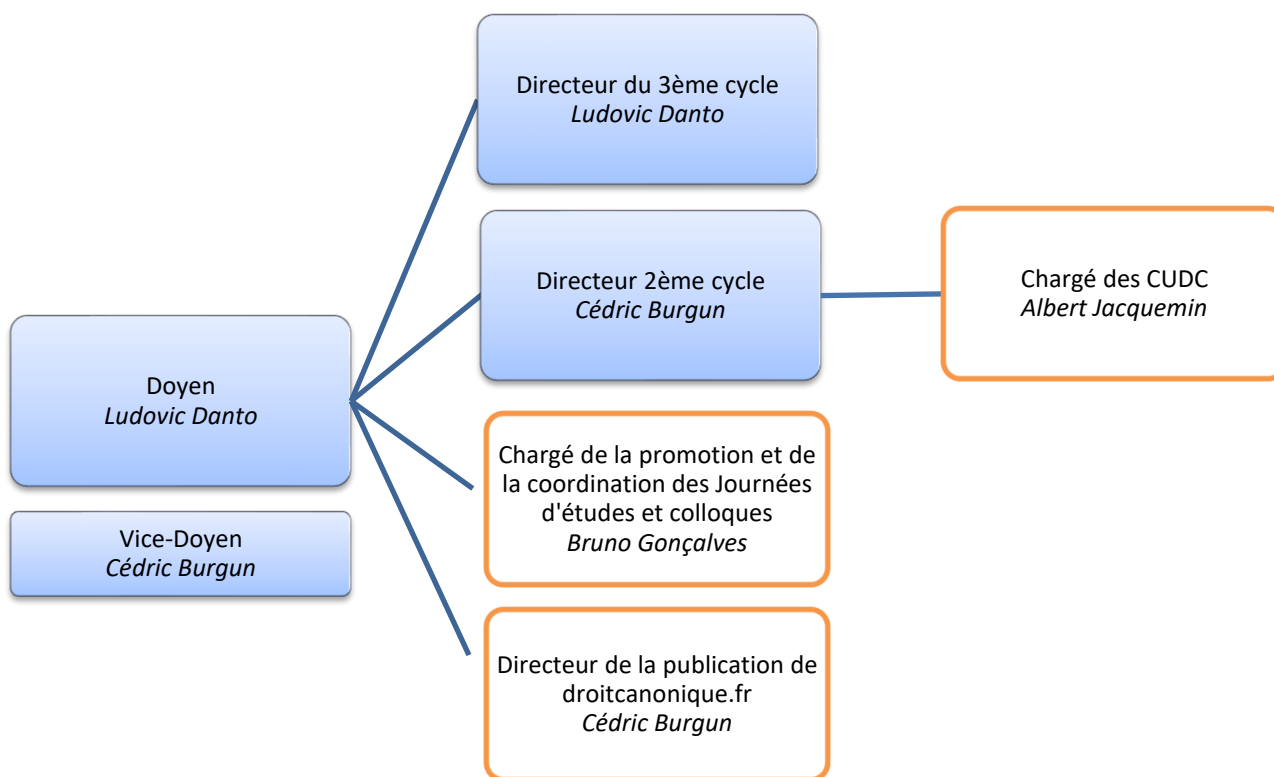 Directeur du 3ème cycle
Ludovic Danto
Directeur 2ème cycle
Cédric Burgun
Chargé des CUDC
Albert Jacquemin
Doyen
Ludovic Danto
Vice-Doyen
Cédric Burgun
Chargé de la promotion et de
la coordination des Journées
d'études et colloques
Bruno Gonçalves
Directeur de la publication de
droitcanonique.fr
Cédric Burgun